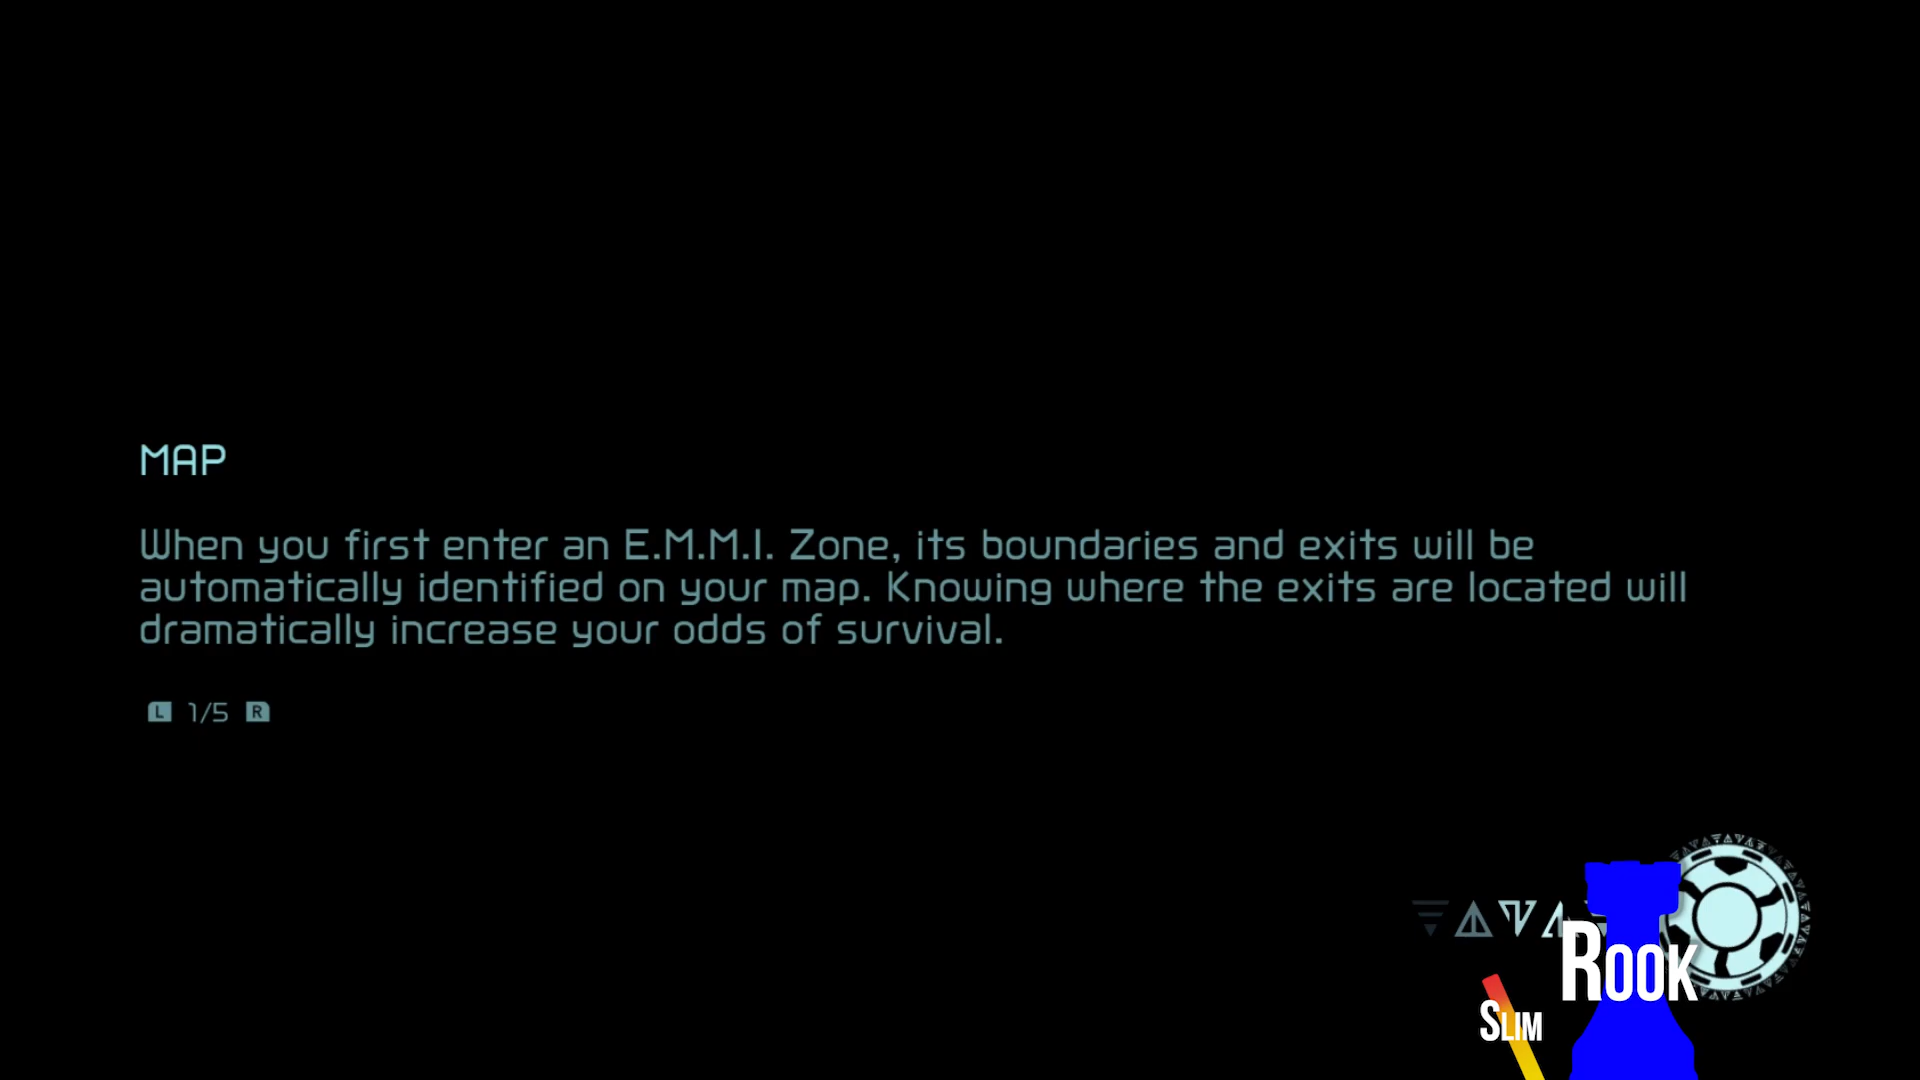 MAP
When you first enter an E.M.M.I. Zone, its boundaries and exits will be
automatically identified on your map. Knowing where the exits are located will
dramatically increase your odds of survival.
L 1/5 R
Rook
Slim